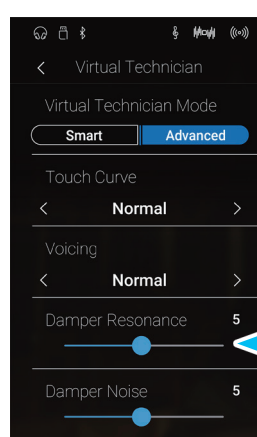 Virtual Technician
Virtual Technician Mode
Smart Advanced
Touch Curve
Normal
Voicing
Normal
Damper Resonance 5
Damper Noise 5